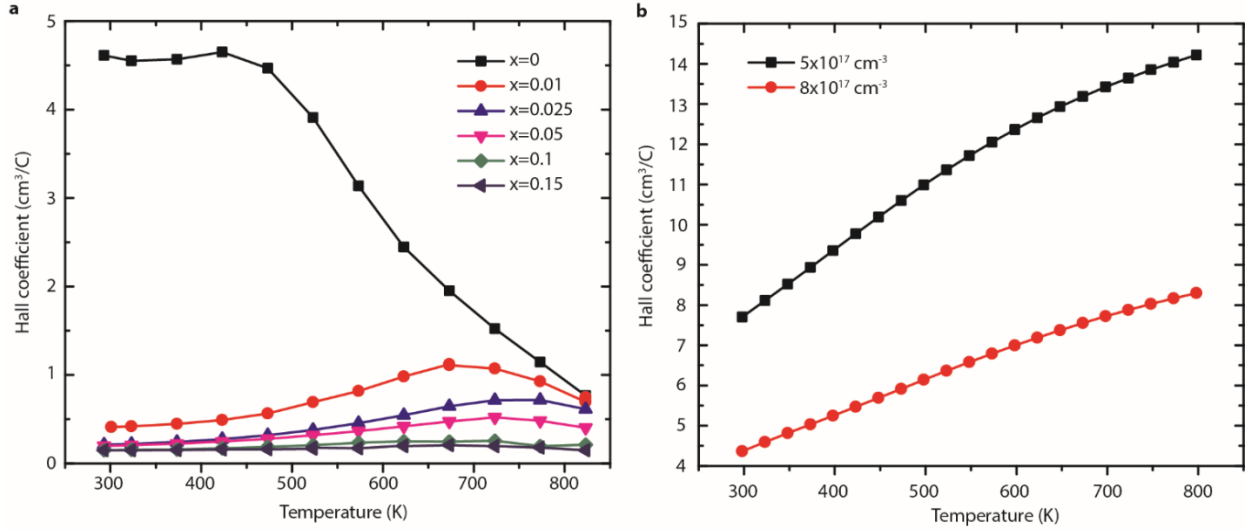 a
Hall coefficient (cm³/C)
5
4
3
2
1
0
300 400 500 600 700 800
Temperature (K)
x=0
x=0.01
x=0.025
x=0.05
x=0.1
x=0.15
b
Hall coefficient (cm³/C)
15
14
13
12
11
10
9
8
7
6
5
4
300 400 500 600 700 800
Temperature (K)
5x10¹⁷ cm⁻³
8x10¹⁷ cm⁻³